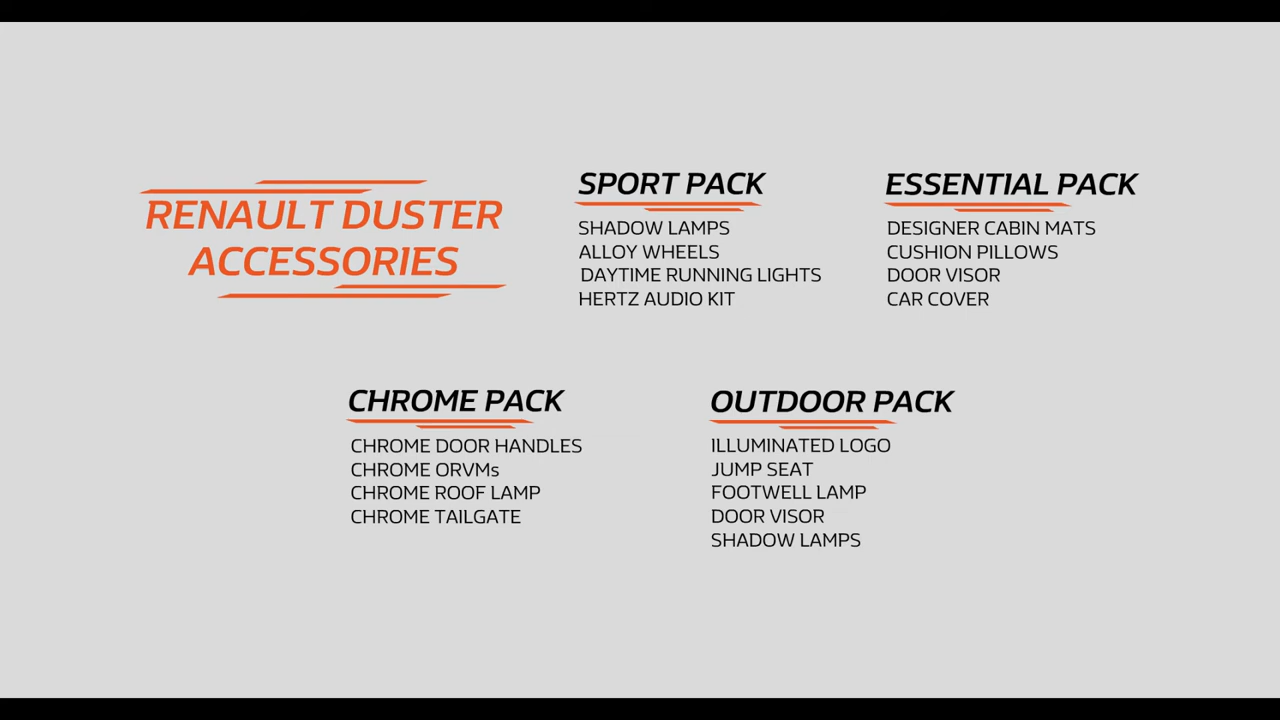 RENAULT DUSTER
ACCESSORIES
SPORT PACK
SHADOW LAMPS
ALLOY WHEELS
DAYTIME RUNNING LIGHTS
HERTZ AUDIO KIT
ESSENTIAL PACK
DESIGNER CABIN MATS
CUSHION PILLOWS
DOOR VISOR
CAR COVER
CHROME PACK
CHROME DOOR HANDLES
CHROME ORVMs
CHROME ROOF LAMP
CHROME TAILGATE
OUTDOOR PACK
ILLUMINATED LOGO
JUMP SEAT
FOOTWELL LAMP
DOOR VISOR
SHADOW LAMPS